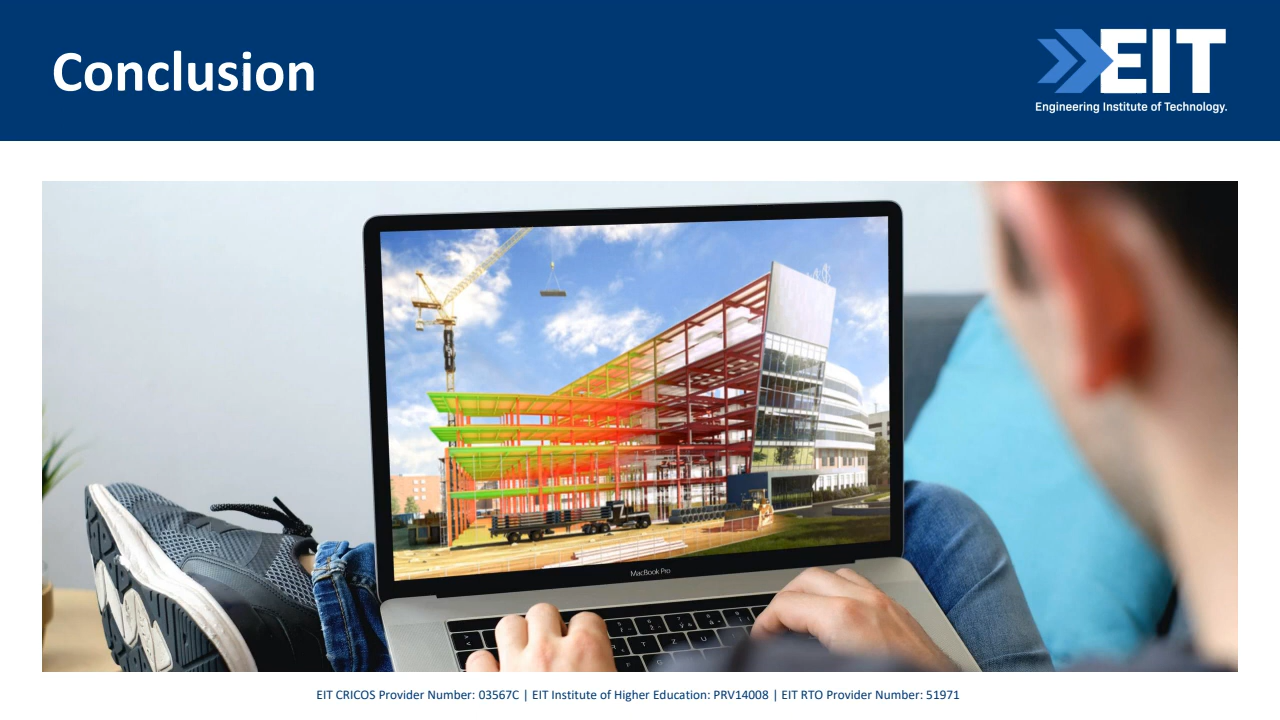 Conclusion
EIT
Engineering Institute of Technology.
MacBook Pro
T Z U
EIT CRICOS Provider Number: 03567C | EIT Institute of Higher Education: PRV14008 | EIT RTO Provider Number: 51971